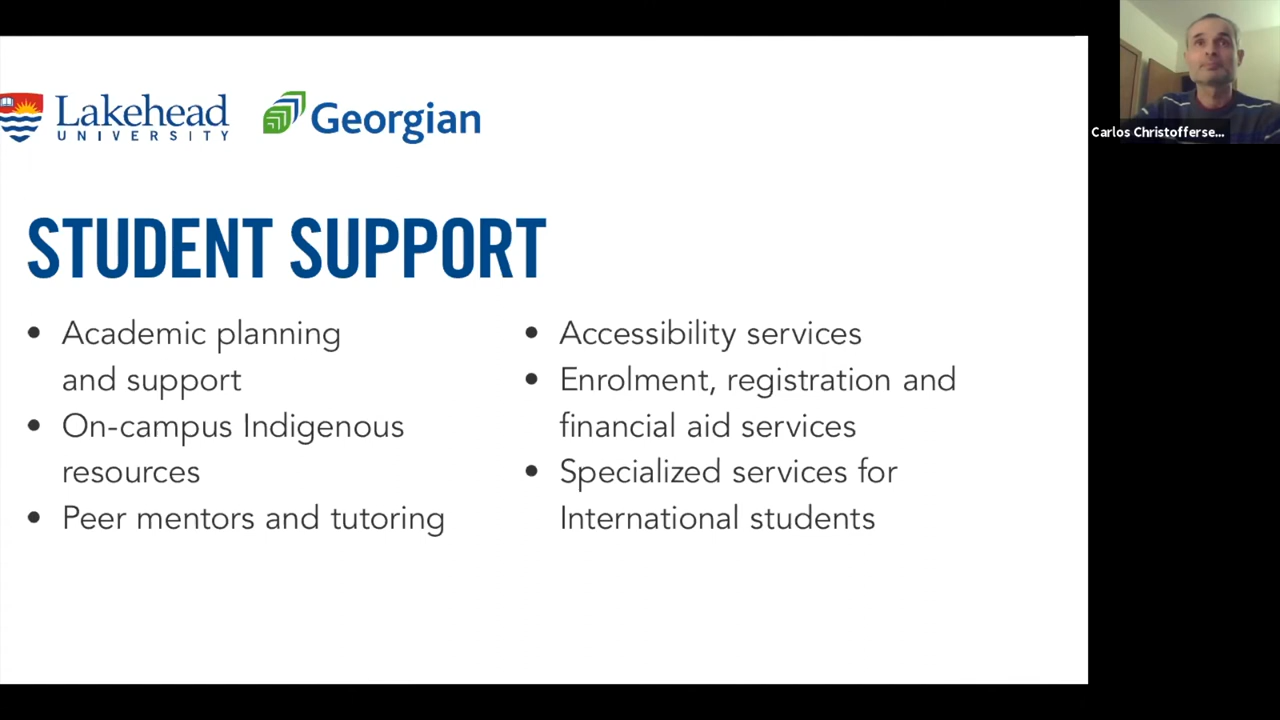 Lakehead
UNIVERSITY
Georgian
STUDENT SUPPORT
• Academic planning
and support
• On-campus Indigenous
resources
• Peer mentors and tutoring
• Accessibility services
• Enrolment, registration and
financial aid services
• Specialized services for
International students
Carlos Christofferse...